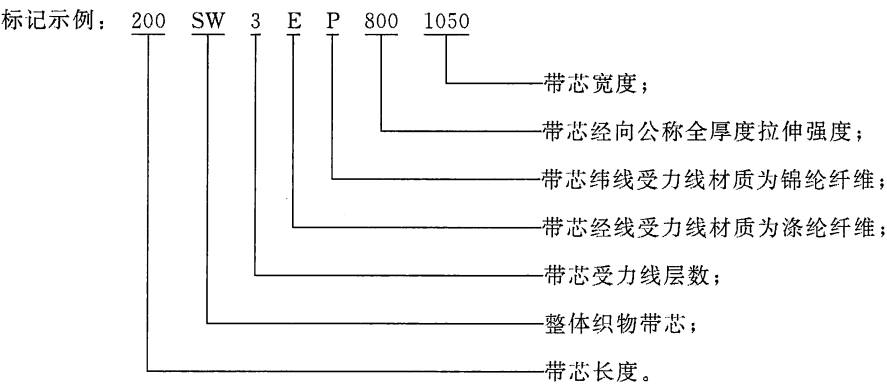 标记示例：200 SW 3 E P 800 1050
带芯宽度；
带芯经向公称全厚度拉伸强度；
带芯纬线受力线材质为锦纶纤维；
带芯经线受力线材质为涤纶纤维；
带芯受力线层数；
整体织物带芯；
带芯长度。